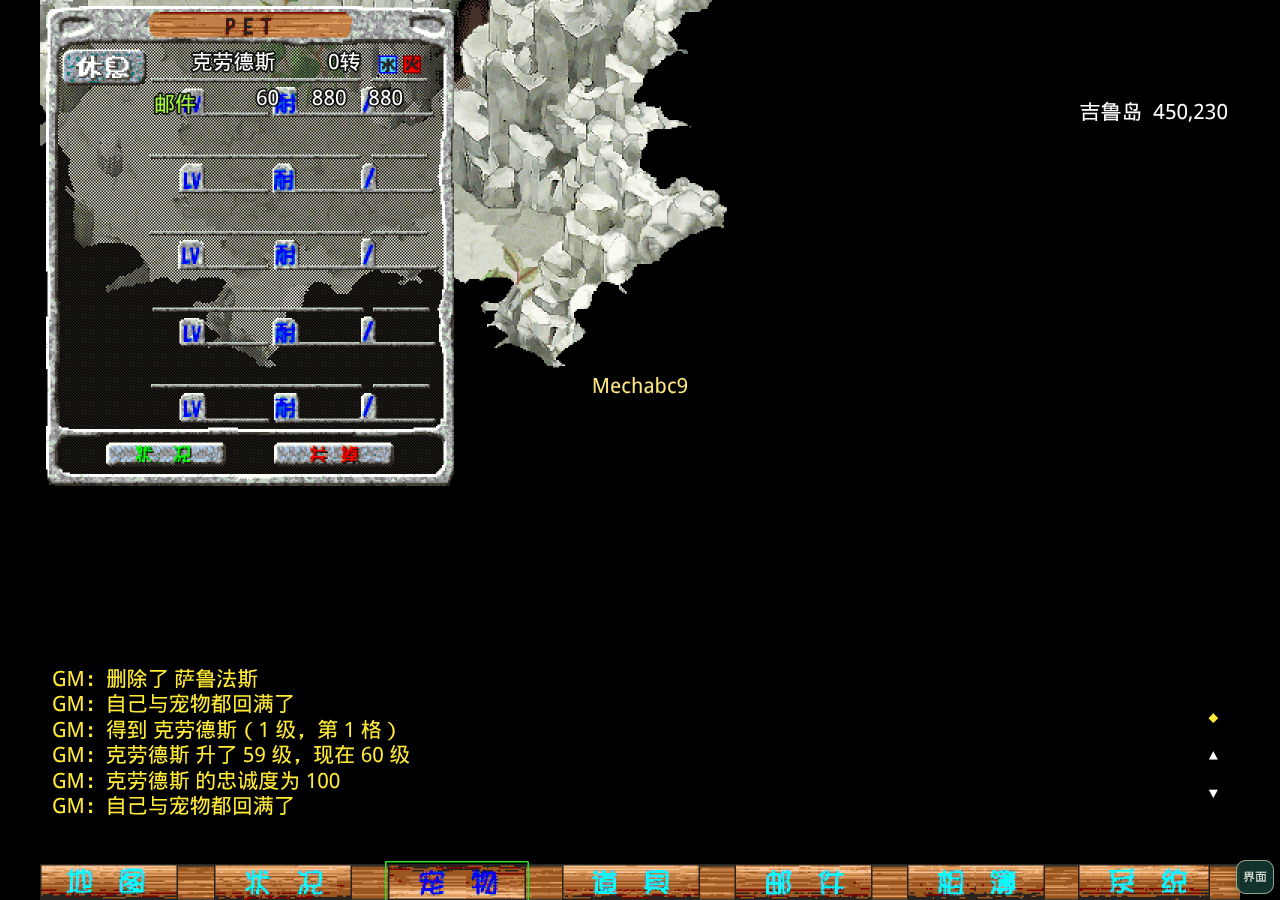 PET
休息 克劳德斯 0转 水 火
邮件 LV 60 耐 880 / 880
LV 耐 /
LV 耐 /
LV 耐 /
LV 耐 /
状况 交换
吉鲁岛 450,230
Mechabc9
GM：删除了 萨鲁法斯
GM：自己与宠物都回满了
GM：得到 克劳德斯（1 级，第 1 格）
GM：克劳德斯 升了 59 级，现在 60 级
GM：克劳德斯 的忠诚度为 100
GM：自己与宠物都回满了
地图 状况 宠物 道具 邮件 相簿 系统 界面